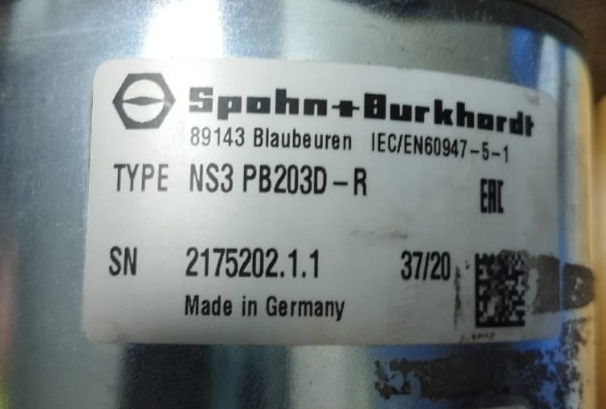 Spohn+Burkhardt
89143 Blaubeuren IEC/EN60947-5-1
TYPE NS3 PB203D-R
EAC
SN 2175202.1.1 37/20
Made in Germany